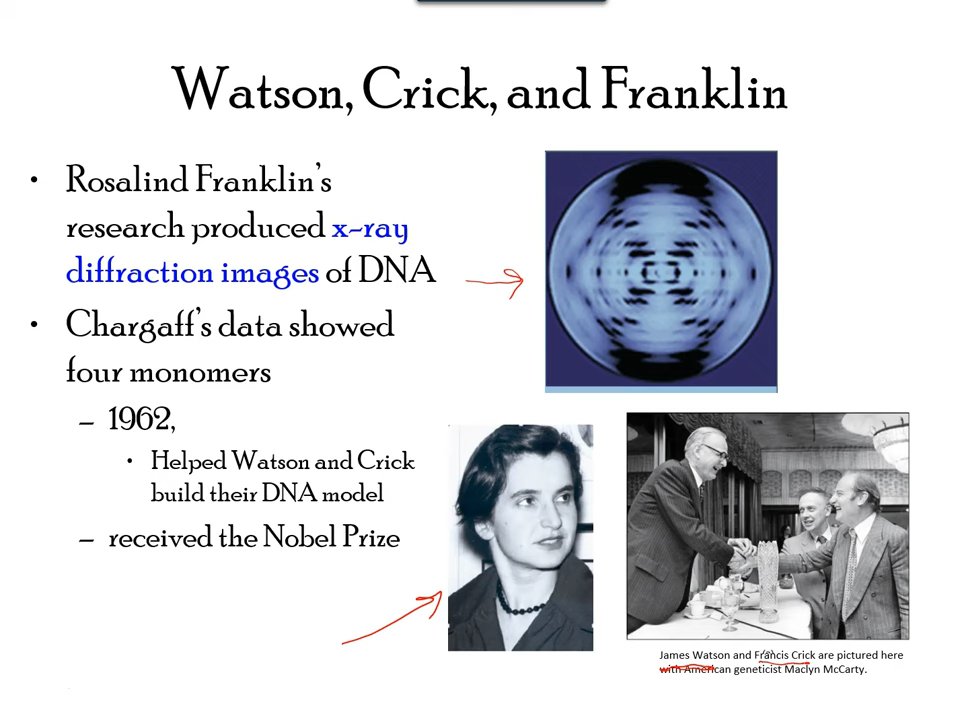 Watson, Crick, and Franklin
• Rosalind Franklin's
research produced x-ray
diffraction images of DNA
• Chargaff's data showed
four monomers
– 1962,
• Helped Watson and Crick
build their DNA model
– received the Nobel Prize
James Watson and Francis Crick are pictured here
with American geneticist Maclyn McCarty.